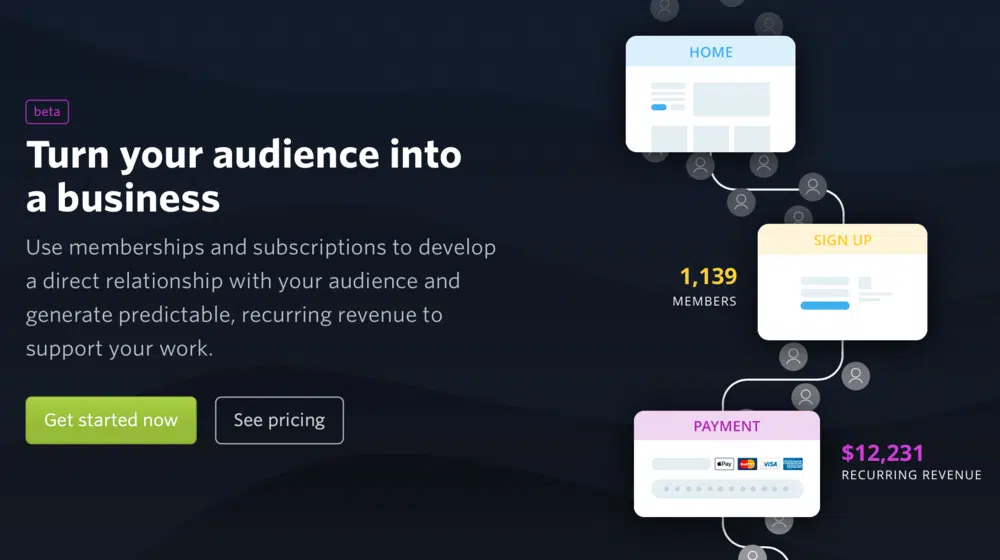 beta
Turn your audience into
a business
Use memberships and subscriptions to develop
a direct relationship with your audience and
generate predictable, recurring revenue to
support your work.
Get started now
See pricing
HOME
SIGN UP
1,139
MEMBERS
PAYMENT
Pay
MasterCard
VISA
$12,231
RECURRING REVENUE